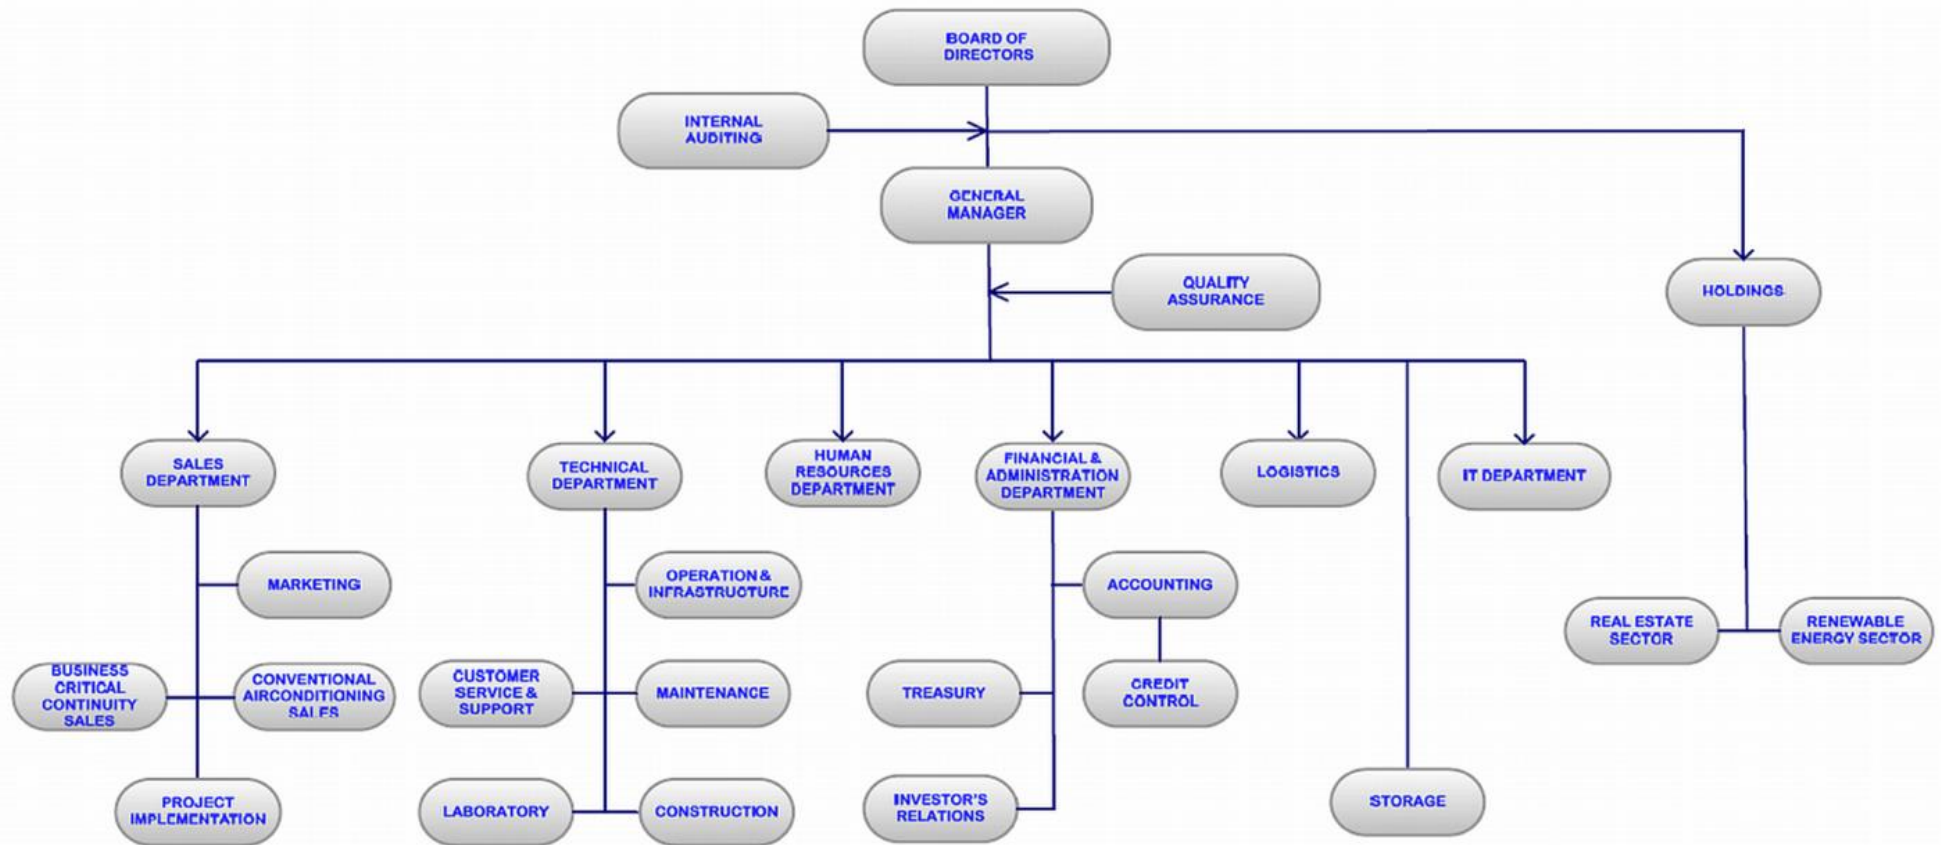 BOARD OF
DIRECTORS
INTERNAL
AUDITING
GENERAL
MANAGER
QUALITY
ASSURANCE
HOLDINGS
SALES
DEPARTMENT
TECHNICAL
DEPARTMENT
HUMAN
RESOURCES
DEPARTMENT
FINANCIAL &
ADMINISTRATION
DEPARTMENT
LOGISTICS
IT DEPARTMENT
MARKETING
OPERATION &
INFRASTRUCTURE
ACCOUNTING
REAL ESTATE
SECTOR
RENEWABLE
ENERGY SECTOR
BUSINESS
CRITICAL
CONTINUITY
SALES
CONVENTIONAL
AIRCONDITIONING
SALES
CUSTOMER
SERVICE &
SUPPORT
MAINTENANCE
TREASURY
CREDIT
CONTROL
PROJECT
IMPLEMENTATION
LABORATORY
CONSTRUCTION
INVESTOR'S
RELATIONS
STORAGE